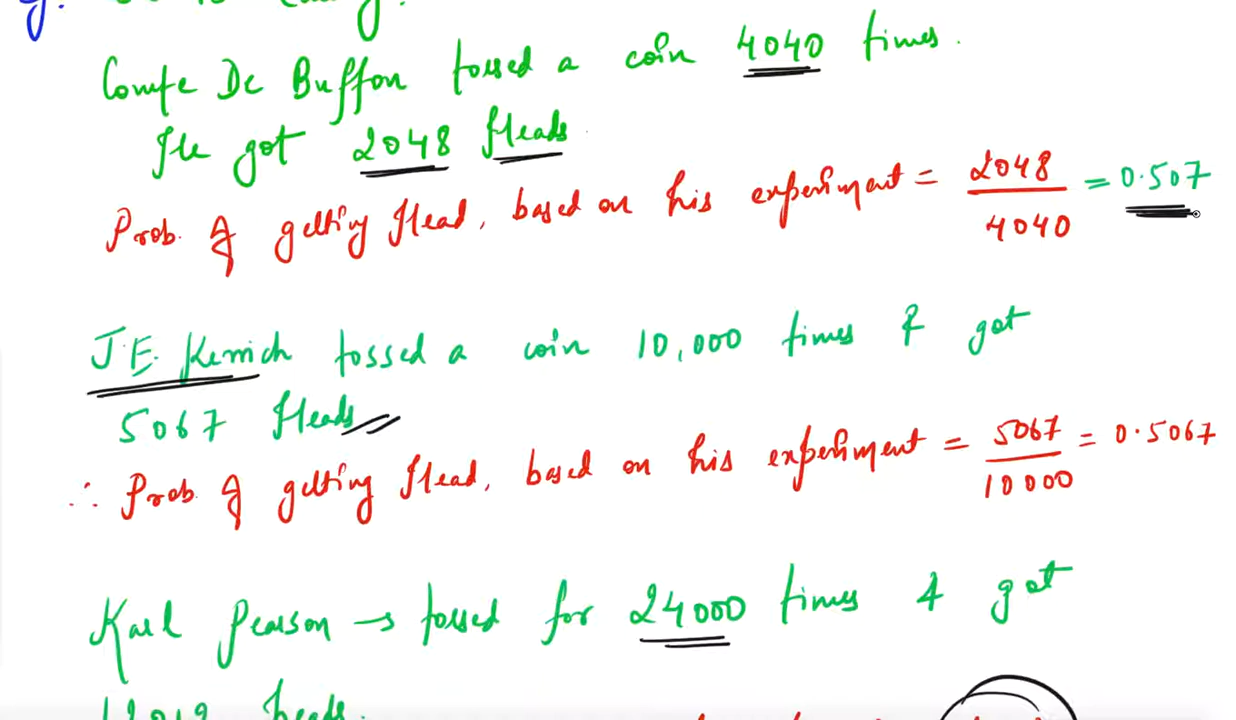 Comte De Buffon tossed a coin 4040 times.
He got 2048 Heads
Prob. of getting Head, based on his experiment = 2048/4040 = 0.507
J.E. Kerrich tossed a coin 10,000 times & got
5067 Heads
∴ Prob. of getting Head, based on his experiment = 5067/10000 = 0.5067
Karl Pearson → tossed for 24000 times & got
heads.